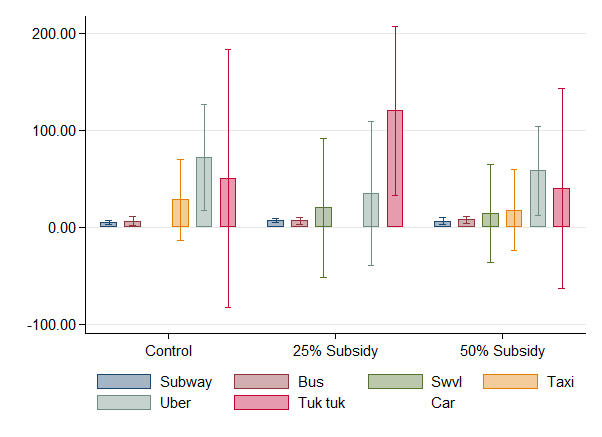 200.00
100.00
0.00
-100.00
Control 25% Subsidy 50% Subsidy
Subway Bus Swvl Taxi
Uber Tuk tuk Car